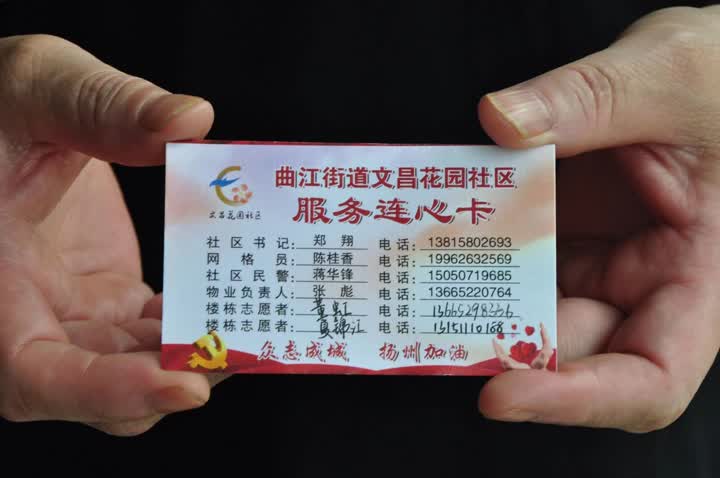 曲江街道文昌花园社区
服务连心卡
文昌花园社区
社区书记：郑翔 电话：13815802693
网格员：陈桂香 电话：19962632569
社区民警：蒋华锋 电话：15050719685
物业负责人：张彪 电话：13665220764
楼栋志愿者：黄虹 电话：
楼栋志愿者： 电话：13151110168
众志成城 扬州加油